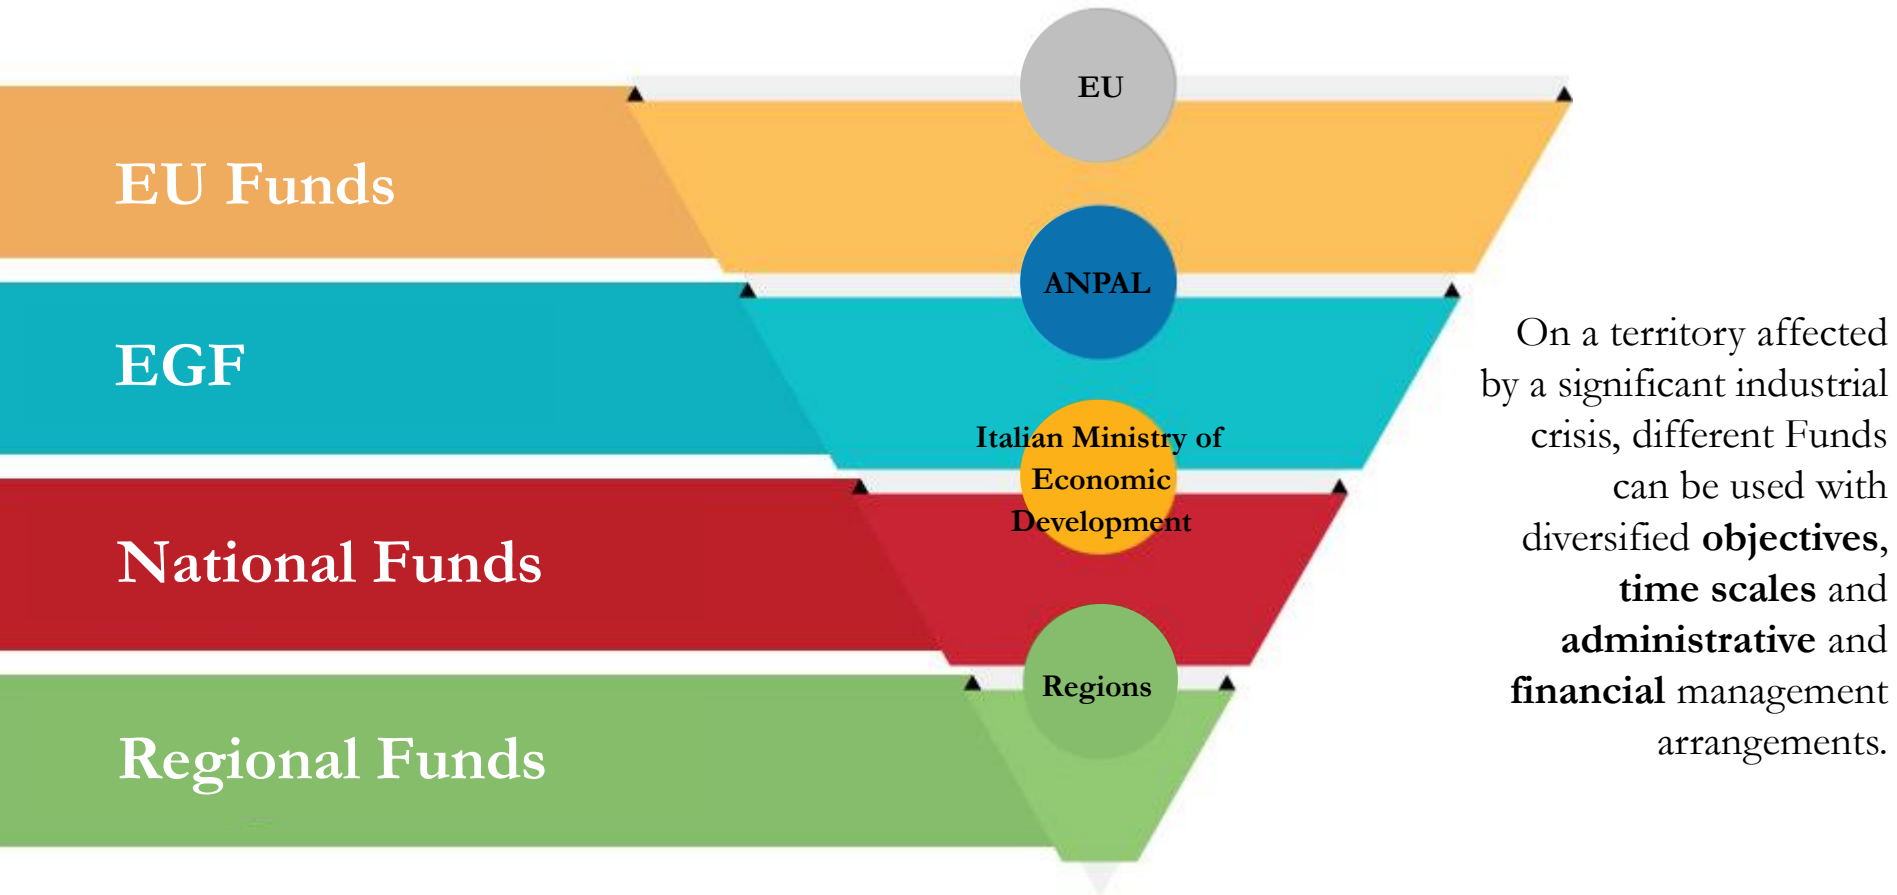 EU
EU Funds
ANPAL
EGF
Italian Ministry of
Economic
Development
National Funds
Regions
Regional Funds
On a territory affected
by a significant industrial
crisis, different Funds
can be used with
diversified objectives,
time scales and
administrative and
financial management
arrangements.